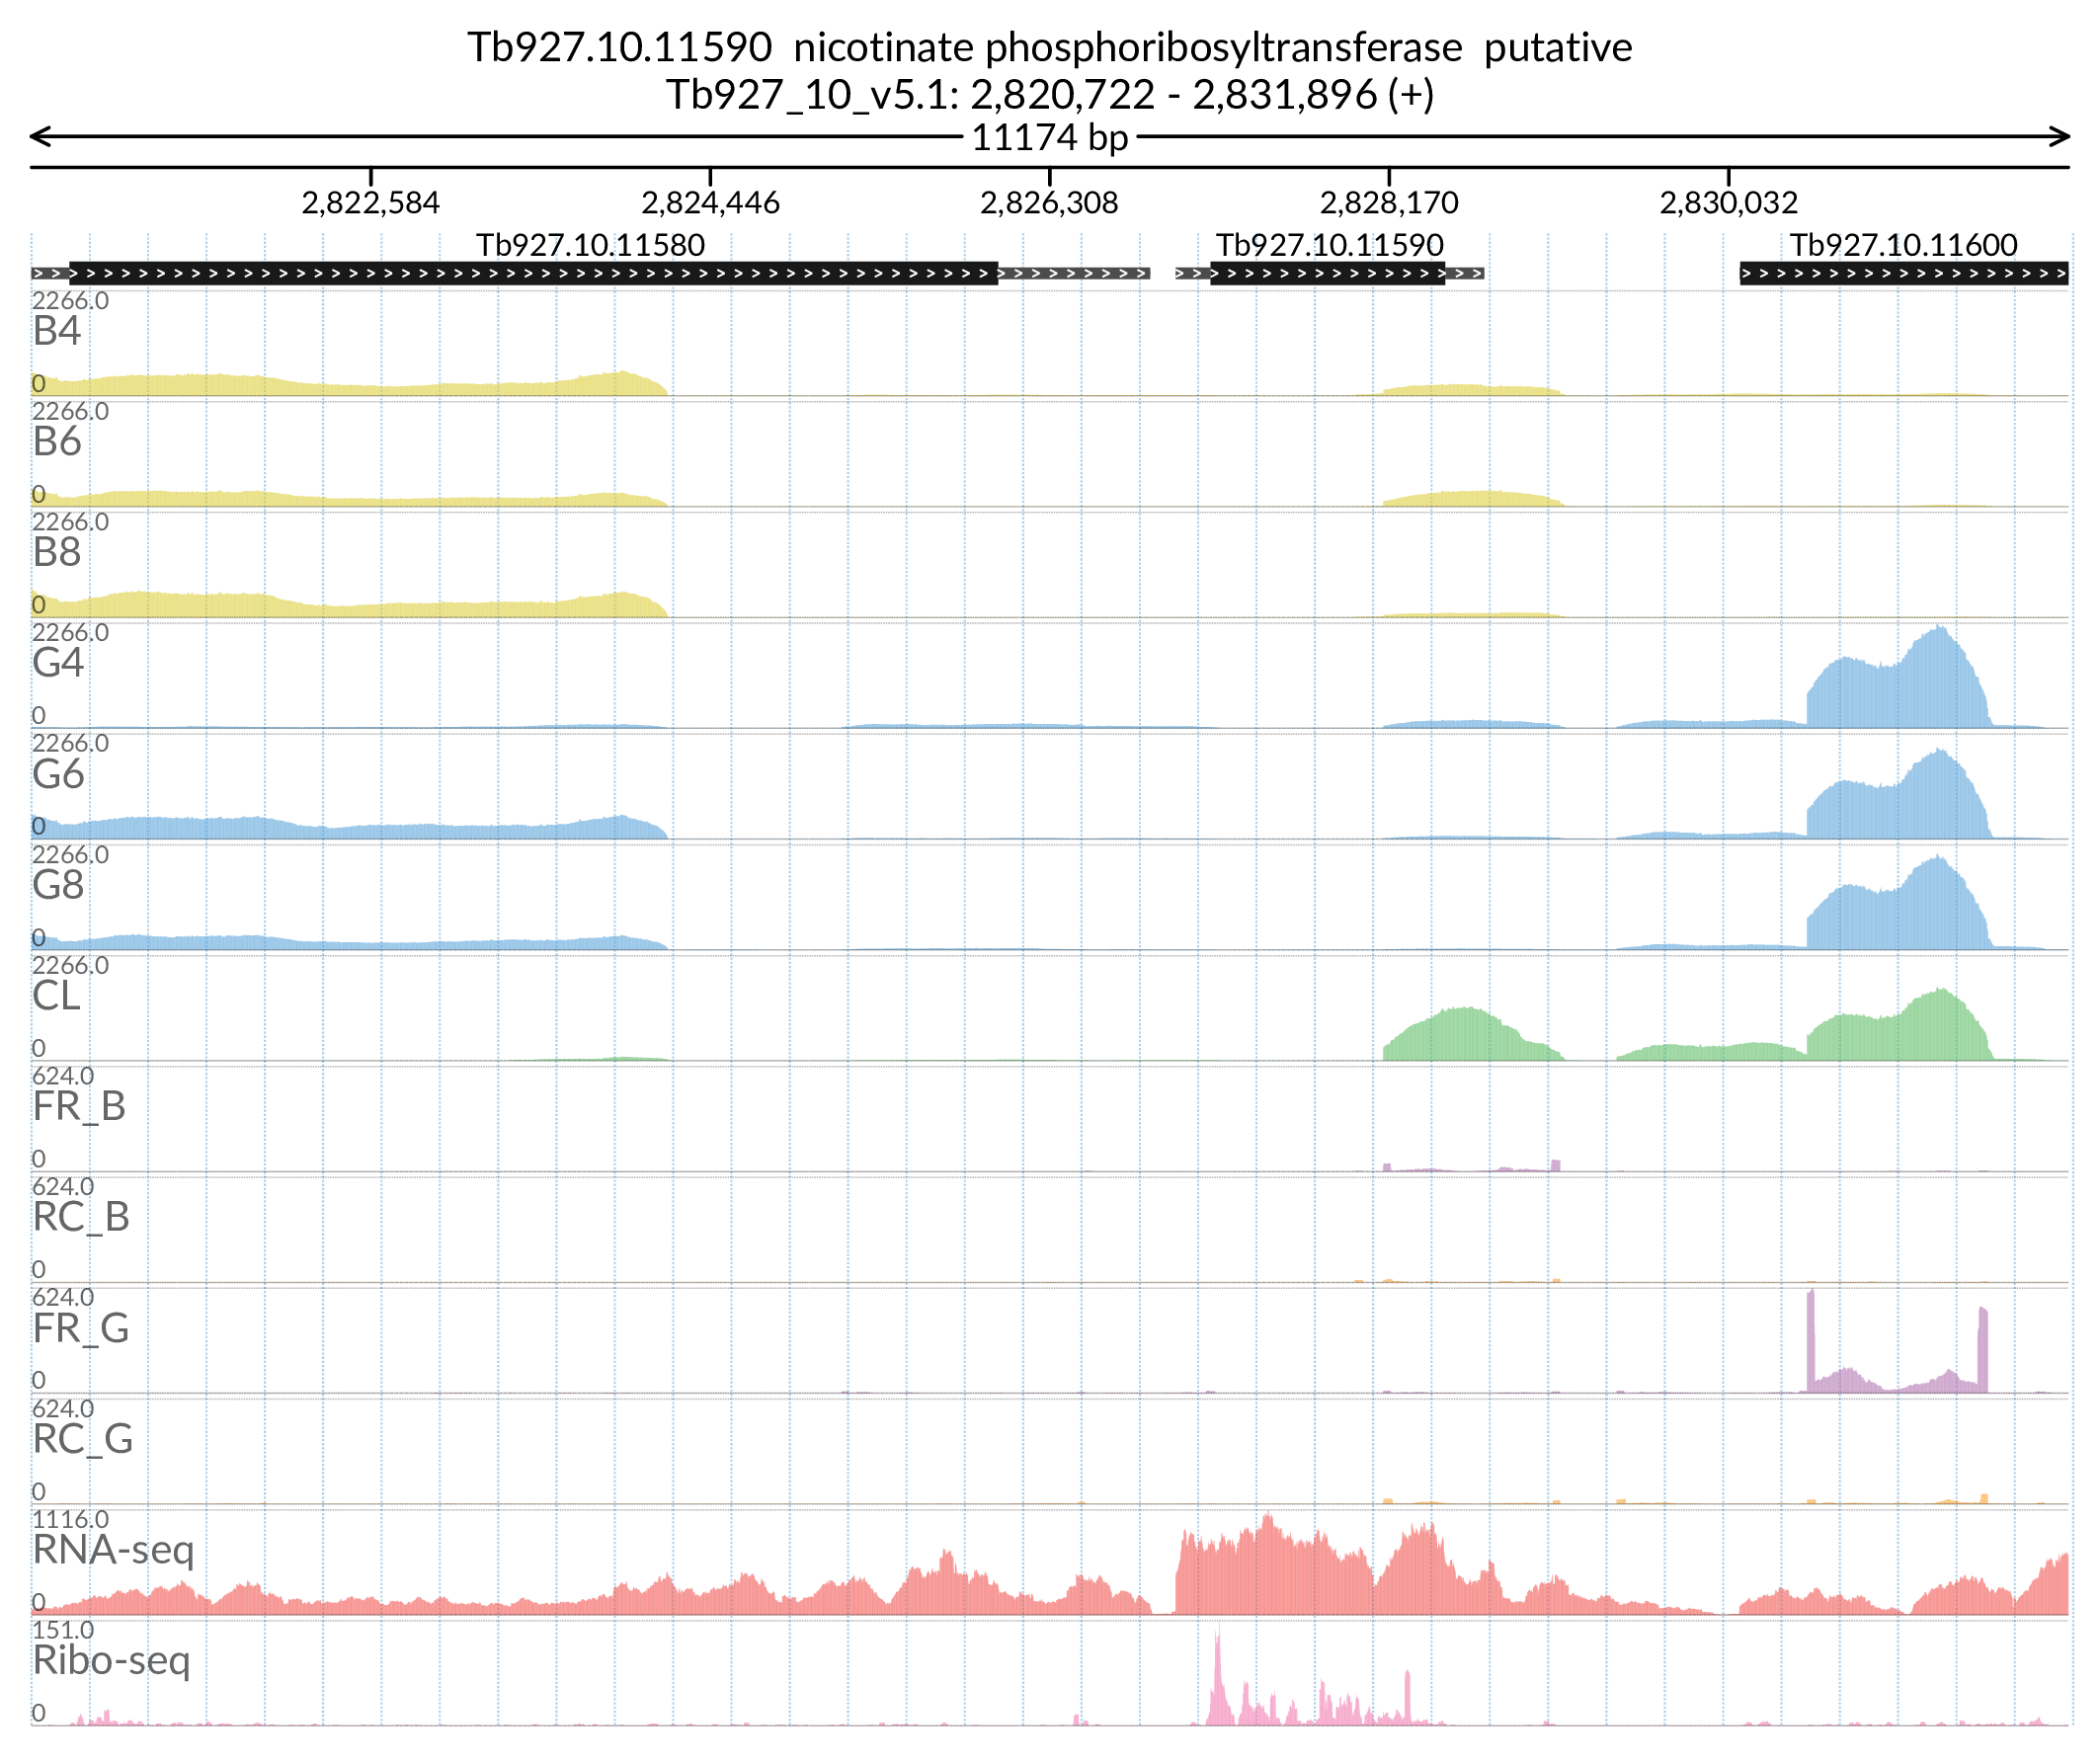 Tb927.10.11590  nicotinate phosphoribosyltransferase  putative
Tb927_10_v5.1: 2,820,722 - 2,831,896 (+)
11174 bp
2,822,584 2,824,446 2,826,308 2,828,170 2,830,032
Tb927.10.11580 Tb927.10.11590 Tb927.10.11600
2266.0
B4
0
2266.0
B6
0
2266.0
B8
0
2266.0
G4
0
2266.0
G6
0
2266.0
G8
0
2266.0
CL
0
624.0
FR_B
0
624.0
RC_B
0
624.0
FR_G
0
624.0
RC_G
0
1116.0
RNA-seq
0
151.0
Ribo-seq
0